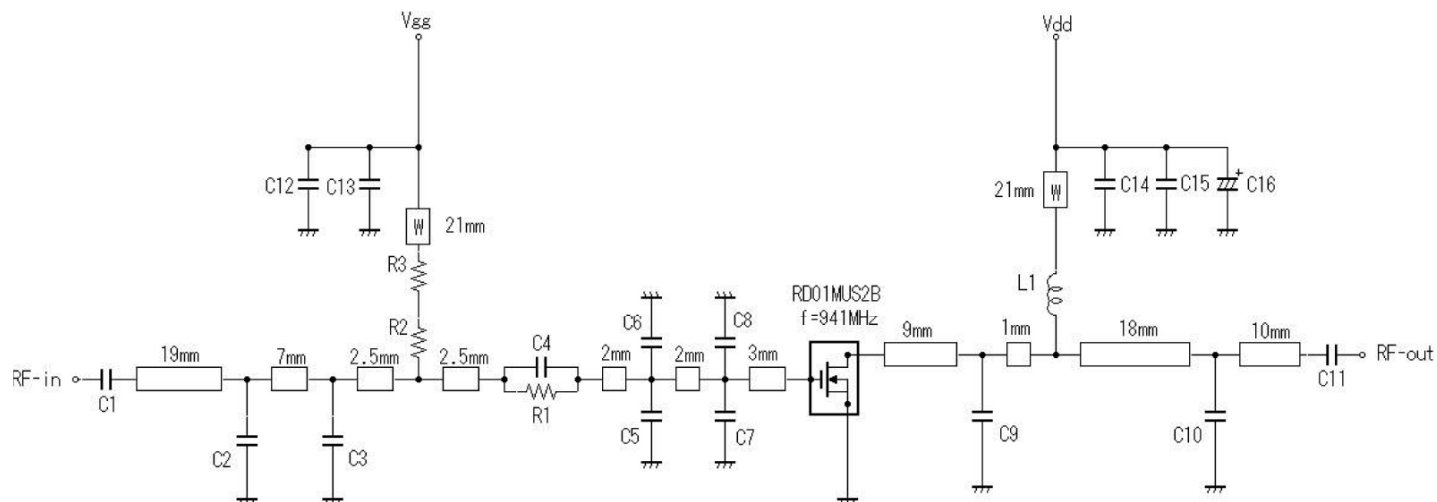 Vgg
Vdd
C12
C13
W
21mm
21mm
W
C14
C15
+
C16
R3
R2
L1
RD01MUS2B
f=941MHz
C6
C8
C4
R1
RF-in
C1
19mm
7mm
2.5mm
2.5mm
2mm
2mm
3mm
9mm
1mm
18mm
10mm
C11
RF-out
C2
C3
C5
C7
C9
C10